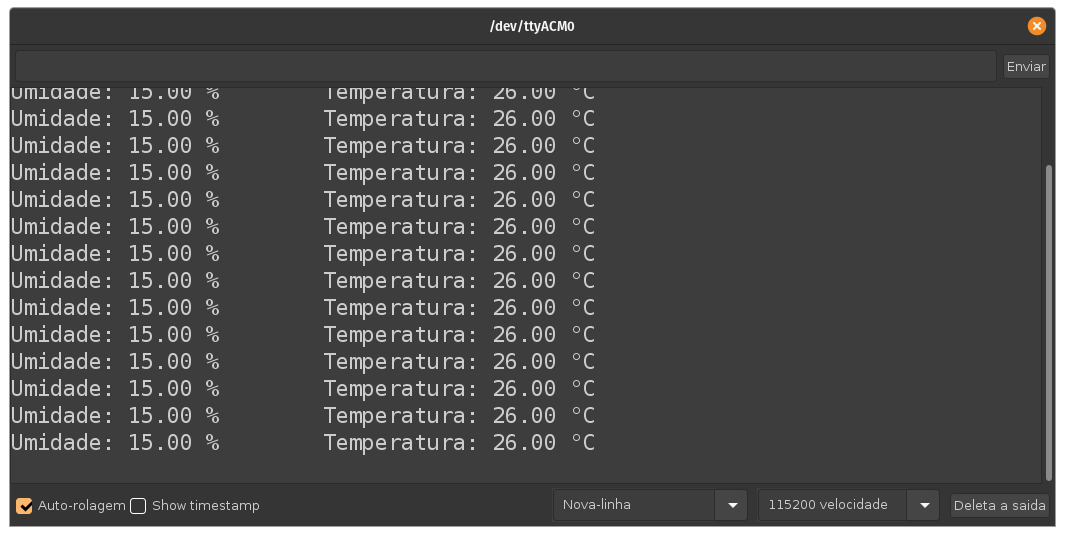 /dev/ttyACM0
Enviar
Umidade: 15.00 % Temperatura: 26.00 °C
Umidade: 15.00 % Temperatura: 26.00 °C
Umidade: 15.00 % Temperatura: 26.00 °C
Umidade: 15.00 % Temperatura: 26.00 °C
Umidade: 15.00 % Temperatura: 26.00 °C
Umidade: 15.00 % Temperatura: 26.00 °C
Umidade: 15.00 % Temperatura: 26.00 °C
Umidade: 15.00 % Temperatura: 26.00 °C
Umidade: 15.00 % Temperatura: 26.00 °C
Umidade: 15.00 % Temperatura: 26.00 °C
Umidade: 15.00 % Temperatura: 26.00 °C
Umidade: 15.00 % Temperatura: 26.00 °C
Umidade: 15.00 % Temperatura: 26.00 °C
Umidade: 15.00 % Temperatura: 26.00 °C
Auto-rolagem Show timestamp Nova-linha 115200 velocidade Deleta a saida